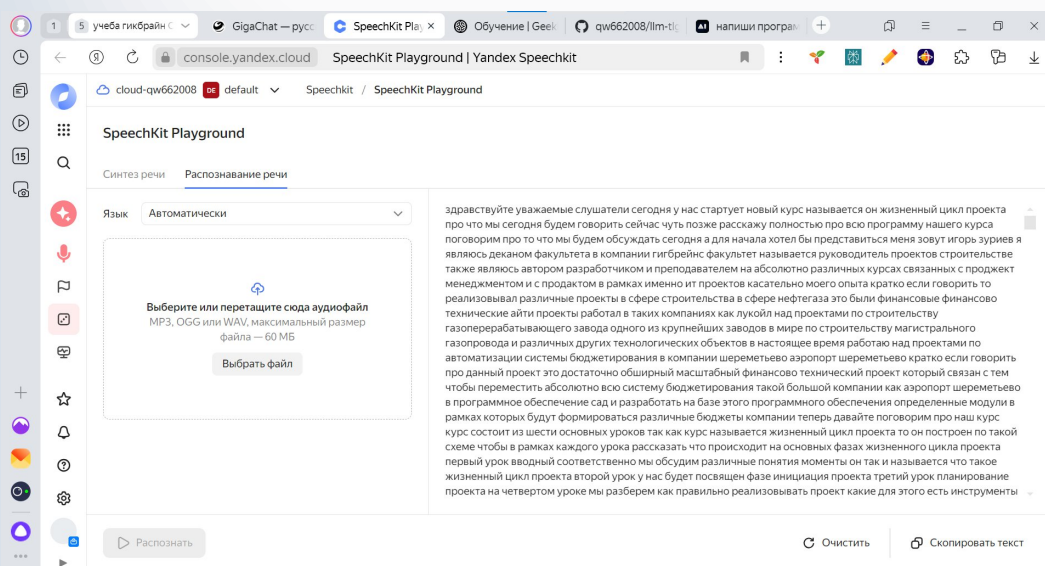 1
5 учеба гикбрайн С
GigaChat — русс
SpeechKit Play
Обучение | Geek
qw662008/llm-tlg
напиши програм
console.yandex.cloud SpeechKit Playground | Yandex Speechkit
cloud-qw662008 DE default Speechkit / SpeechKit Playground
15
SpeechKit Playground
Синтез речи Распознавание речи
Язык Автоматически
Выберите или перетащите сюда аудиофайл
MP3, OGG или WAV, максимальный размер
файла — 60 МБ
Выбрать файл
здравствуйте уважаемые слушатели сегодня у нас стартует новый курс называется он жизненный цикл проекта
про что мы сегодня будем говорить сейчас чуть позже расскажу полностью про всю программу нашего курса
поговорим про то что мы будем обсуждать сегодня а для начала хотел бы представиться меня зовут игорь зуриев я
являюсь деканом факультета в компании гигбрейнс факультет называется руководитель проектов строительстве
также являюсь автором разработчиком и преподавателем на абсолютно различных курсах связанных с проджект
менеджментом и с продактом в рамках именно ит проектов касательно моего опыта кратко если говорить то
реализовывал различные проекты в сфере строительства в сфере нефтегаза это были финансовые финансово
технические айти проекты работал в таких компаниях как лукойл над проектами по строительству
газоперерабатывающего завода одного из крупнейших заводов в мире по строительству магистрального
газопровода и различных других технологических объектов в настоящее время работаю над проектами по
автоматизации системы бюджетирования в компании шереметьево аэропорт шереметьево кратко если говорить
про данный проект это достаточно обширный масштабный финансово технический проект который связан с тем
чтобы переместить абсолютно всю систему бюджетирования такой большой компании как аэропорт шереметьево
в программное обеспечение сад и разработать на базе этого программного обеспечения определенные модули в
рамках которых будут формироваться различные бюджеты компании теперь давайте поговорим про наш курс
курс состоит из шести основных уроков так как курс называется жизненный цикл проекта то он построен по такой
схеме чтобы в рамках каждого урока рассказать что происходит на основных фазах жизненного цикла проекта
первый урок вводный соответственно мы обсудим различные понятия моменты он так и называется что такое
жизненный цикл проекта второй урок у нас будет посвящен фазе инициация проекта третий урок планирование
проекта на четвертом уроке мы разберем как правильно реализовывать проект какие для этого есть инструменты
Распознать
Очистить
Скопировать текст